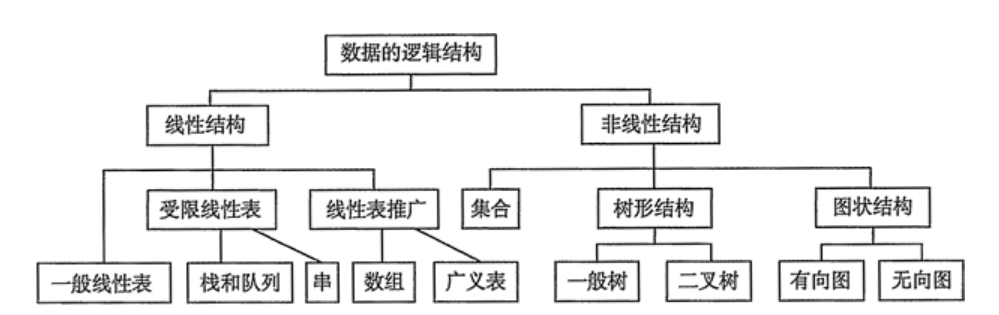 数据的逻辑结构
线性结构
非线性结构
受限线性表
线性表推广
集合
树形结构
图状结构
一般线性表
栈和队列
串
数组
广义表
一般树
二叉树
有向图
无向图